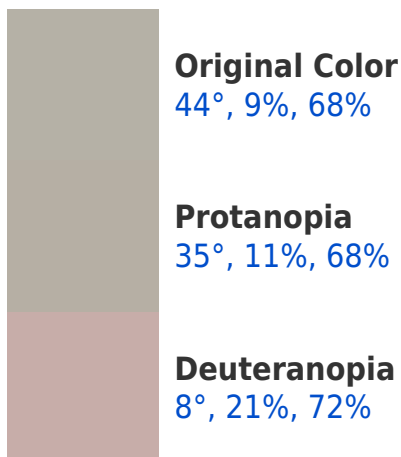 Original Color
44°, 9%, 68%
Protanopia
35°, 11%, 68%
Deuteranopia
8°, 21%, 72%